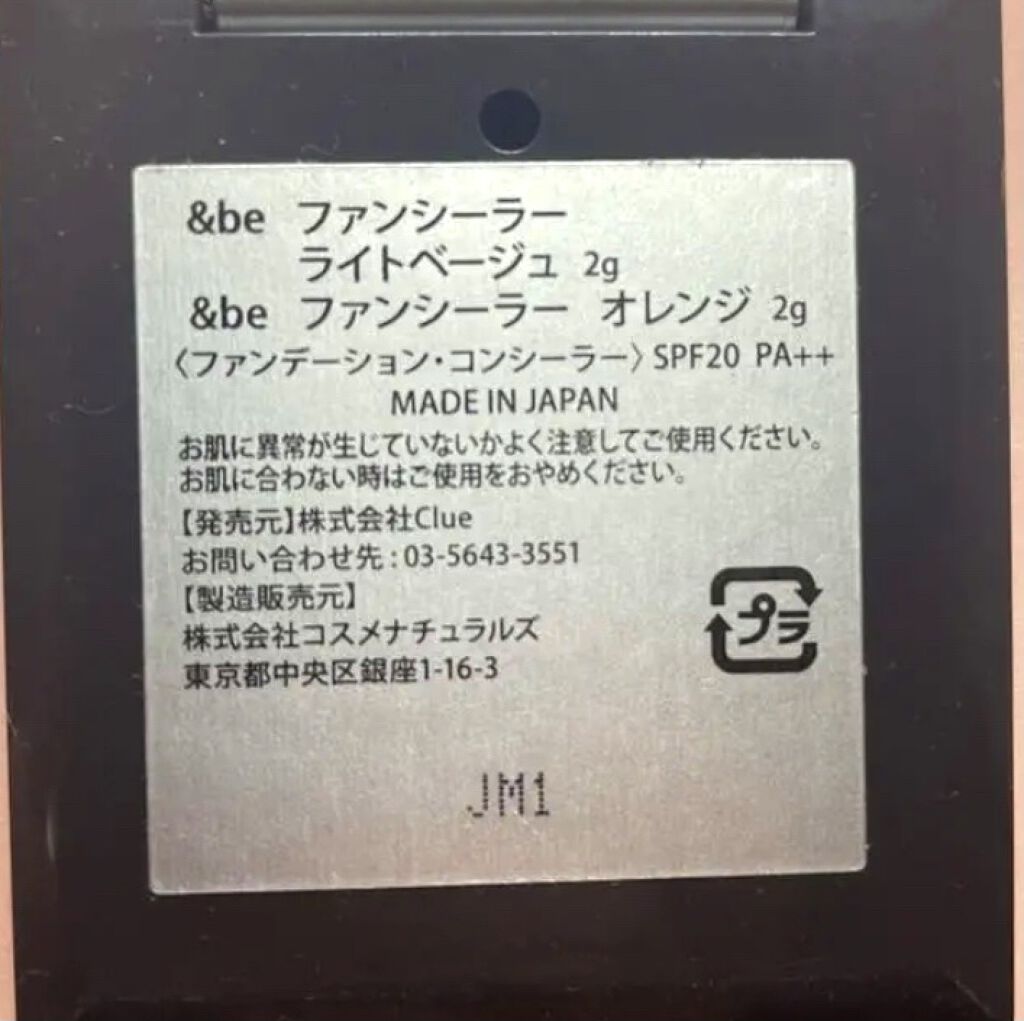 &be ファンシーラー
ライトベージュ 2g
&be ファンシーラー オレンジ 2g
〈ファンデーション・コンシーラー〉SPF20 PA++
MADE IN JAPAN
お肌に異常が生じていないかよく注意してご使用ください。
お肌に合わない時はご使用をおやめください。
【発売元】株式会社Clue
お問い合わせ先：03-5643-3551
【製造販売元】
株式会社コスメナチュラルズ
東京都中央区銀座1-16-3
プラ
JM1